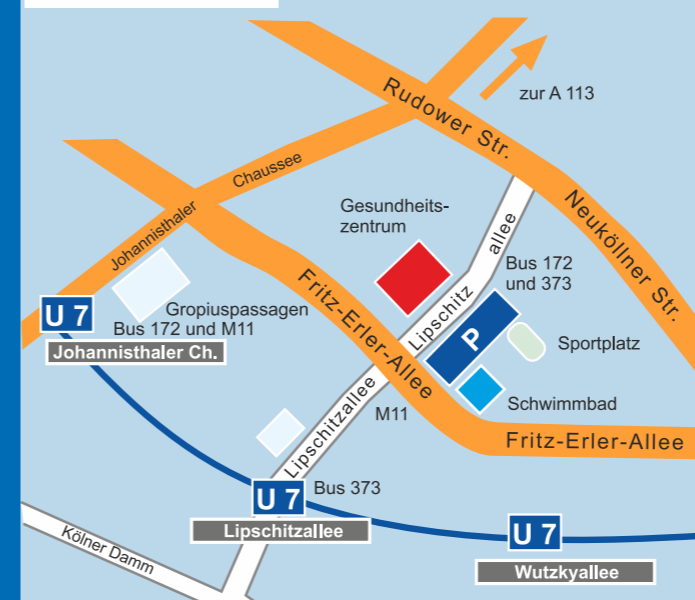 zur A 113
Rudower Str.
Neuköllner Str.
Johannisthaler Chaussee
Gesundheits-
zentrum
Lipschitz allee
Bus 172
und 373
Gropiuspassagen
Bus 172 und M11
U 7
Johannisthaler Ch.
Fritz-Erler-Allee
P
Sportplatz
Schwimmbad
M11
Fritz-Erler-Allee
Lipschitzallee
U 7
Bus 373
Lipschitzallee
Kölner Damm
U 7
Wutzkyallee